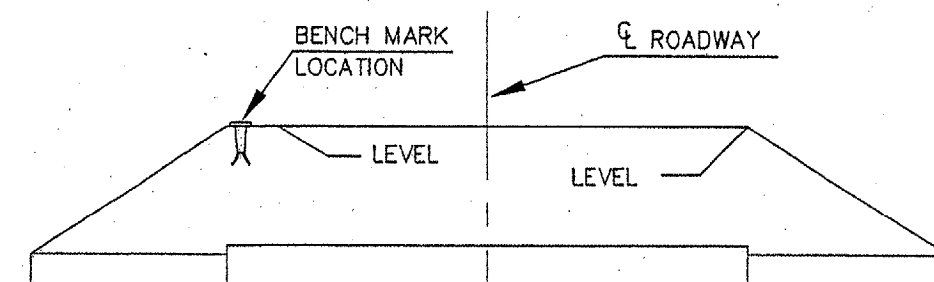 BENCH MARK
LOCATION
℄ ROADWAY
LEVEL
LEVEL